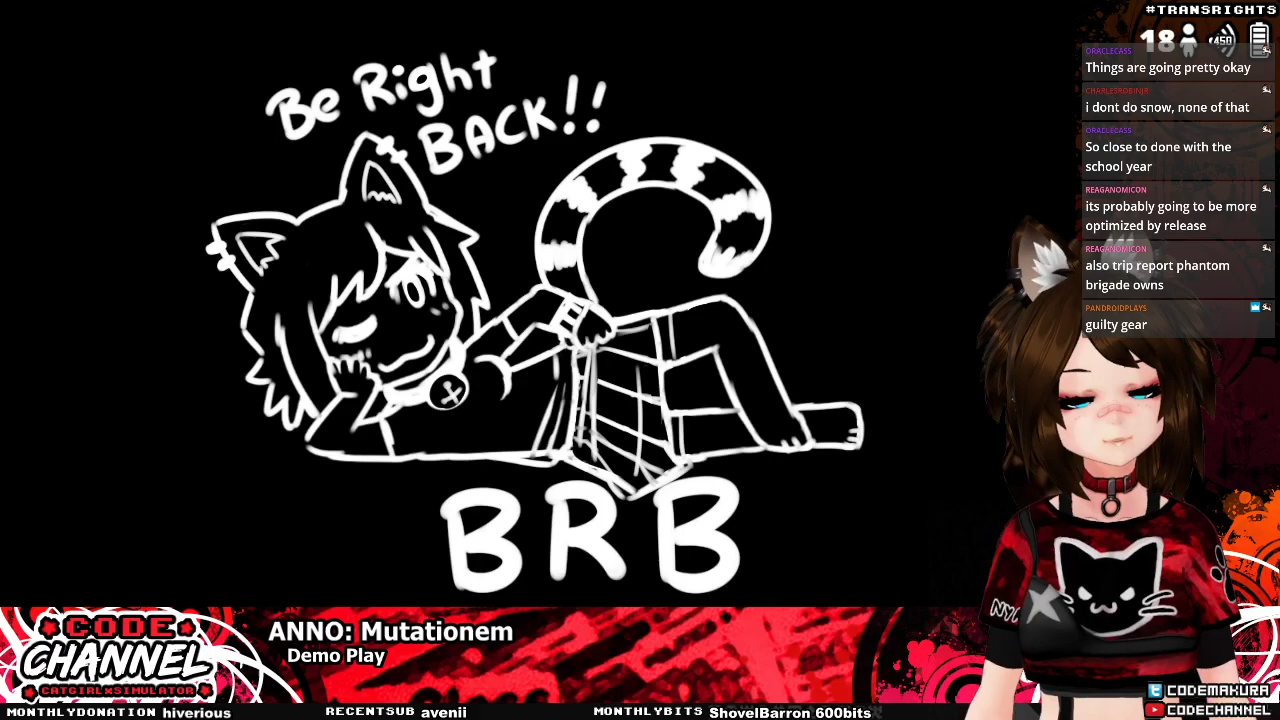 #TRANSRIGHTS
18
450
ORACLECASS
Things are going pretty okay
CHARLESROBINJR
i dont do snow, none of that
ORACLECASS
So close to done with the
school year
REAGANOMICON
its probably going to be more
optimized by release
REAGANOMICON
also trip report phantom
brigade owns
PANDROIDPLAYS
guilty gear
Be Right
BACK!!
BRB
CODE
CHANNEL
CATGIRLXSIMULATOR
ANNO: Mutationem
Demo Play
CODEMAKURA
CODECHANNEL
MONTHLYDONATION hiverious
RECENTSUB avenii
MONTHLYBITS ShovelBarron 600bits